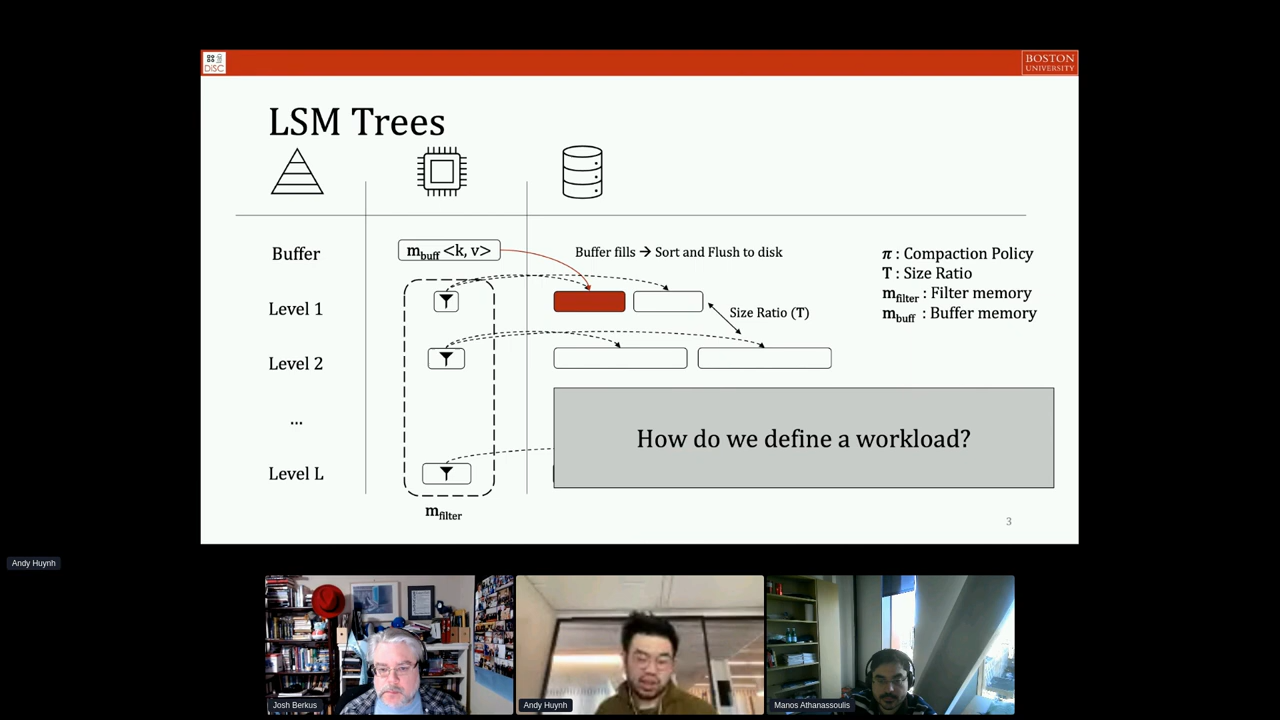 DiSC
BOSTON
UNIVERSITY
LSM Trees
Buffer
m_buff <k, v>
Buffer fills → Sort and Flush to disk
π : Compaction Policy
T : Size Ratio
m_filter : Filter memory
m_buff : Buffer memory
Level 1
Size Ratio (T)
Level 2
...
How do we define a workload?
Level L
m_filter
3
Andy Huynh
Josh Berkus
Andy Huynh
Manos Athanassoulis